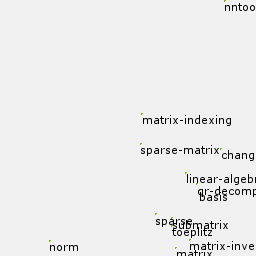 nntoo
matrix-indexing
sparse-matrix
chang
linear-algebr
qr-decomp
basis
sparse
submatrix
toeplitz
matrix-inve
norm
matrix